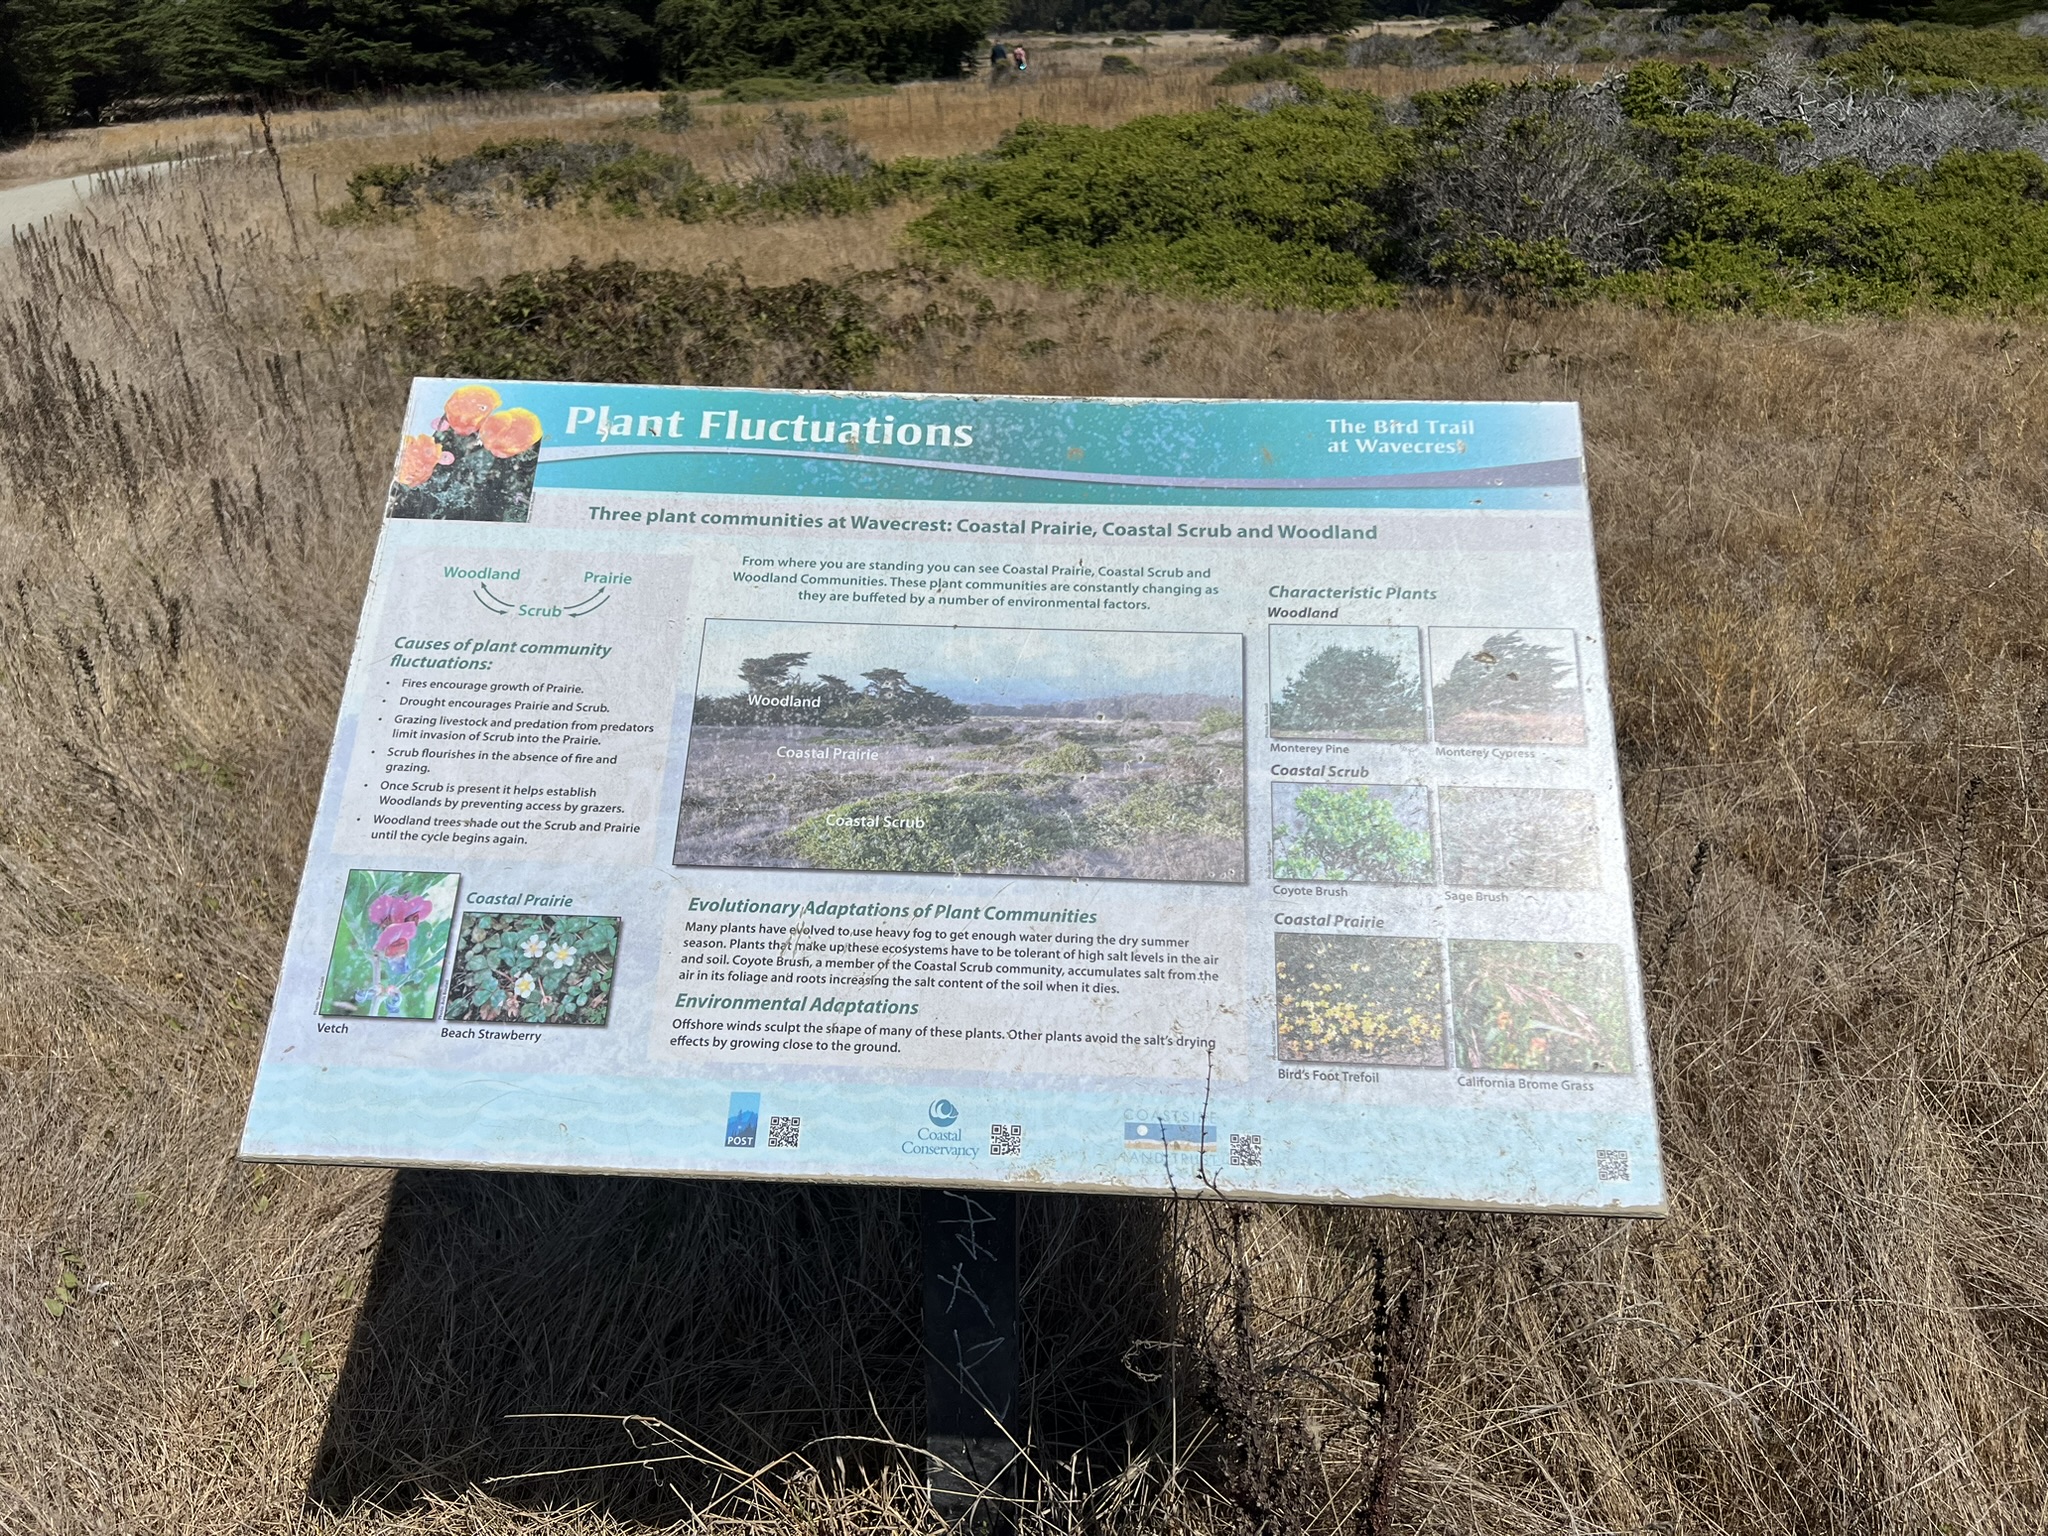 Plant Fluctuations
The Bird Trail
at Wavecrest
Three plant communities at Wavecrest: Coastal Prairie, Coastal Scrub and Woodland
Woodland
Prairie
Scrub
Causes of plant community
fluctuations:
• Fires encourage growth of Prairie.
• Drought encourages Prairie and Scrub.
• Grazing livestock and predation from predators
limit invasion of Scrub into the Prairie.
• Scrub flourishes in the absence of fire and
grazing.
• Once Scrub is present it helps establish
Woodlands by preventing access by grazers.
• Woodland trees shade out the Scrub and Prairie
until the cycle begins again.
Coastal Prairie
Vetch
Beach Strawberry
From where you are standing you can see Coastal Prairie, Coastal Scrub and
Woodland Communities. These plant communities are constantly changing as
they are buffeted by a number of environmental factors.
Woodland
Coastal Prairie
Coastal Scrub
Evolutionary Adaptations of Plant Communities
Many plants have evolved to use heavy fog to get enough water during the dry summer
season. Plants that make up these ecosystems have to be tolerant of high salt levels in the air
and soil. Coyote Brush, a member of the Coastal Scrub community, accumulates salt from the
air in its foliage and roots increasing the salt content of the soil when it dies.
Environmental Adaptations
Offshore winds sculpt the shape of many of these plants. Other plants avoid the salt's drying
effects by growing close to the ground.
Characteristic Plants
Woodland
Monterey Pine
Monterey Cypress
Coastal Scrub
Coyote Brush
Sage Brush
Coastal Prairie
Bird's Foot Trefoil
California Brome Grass
POST
Coastal
Conservancy
COASTSIDE
LAND TRUST